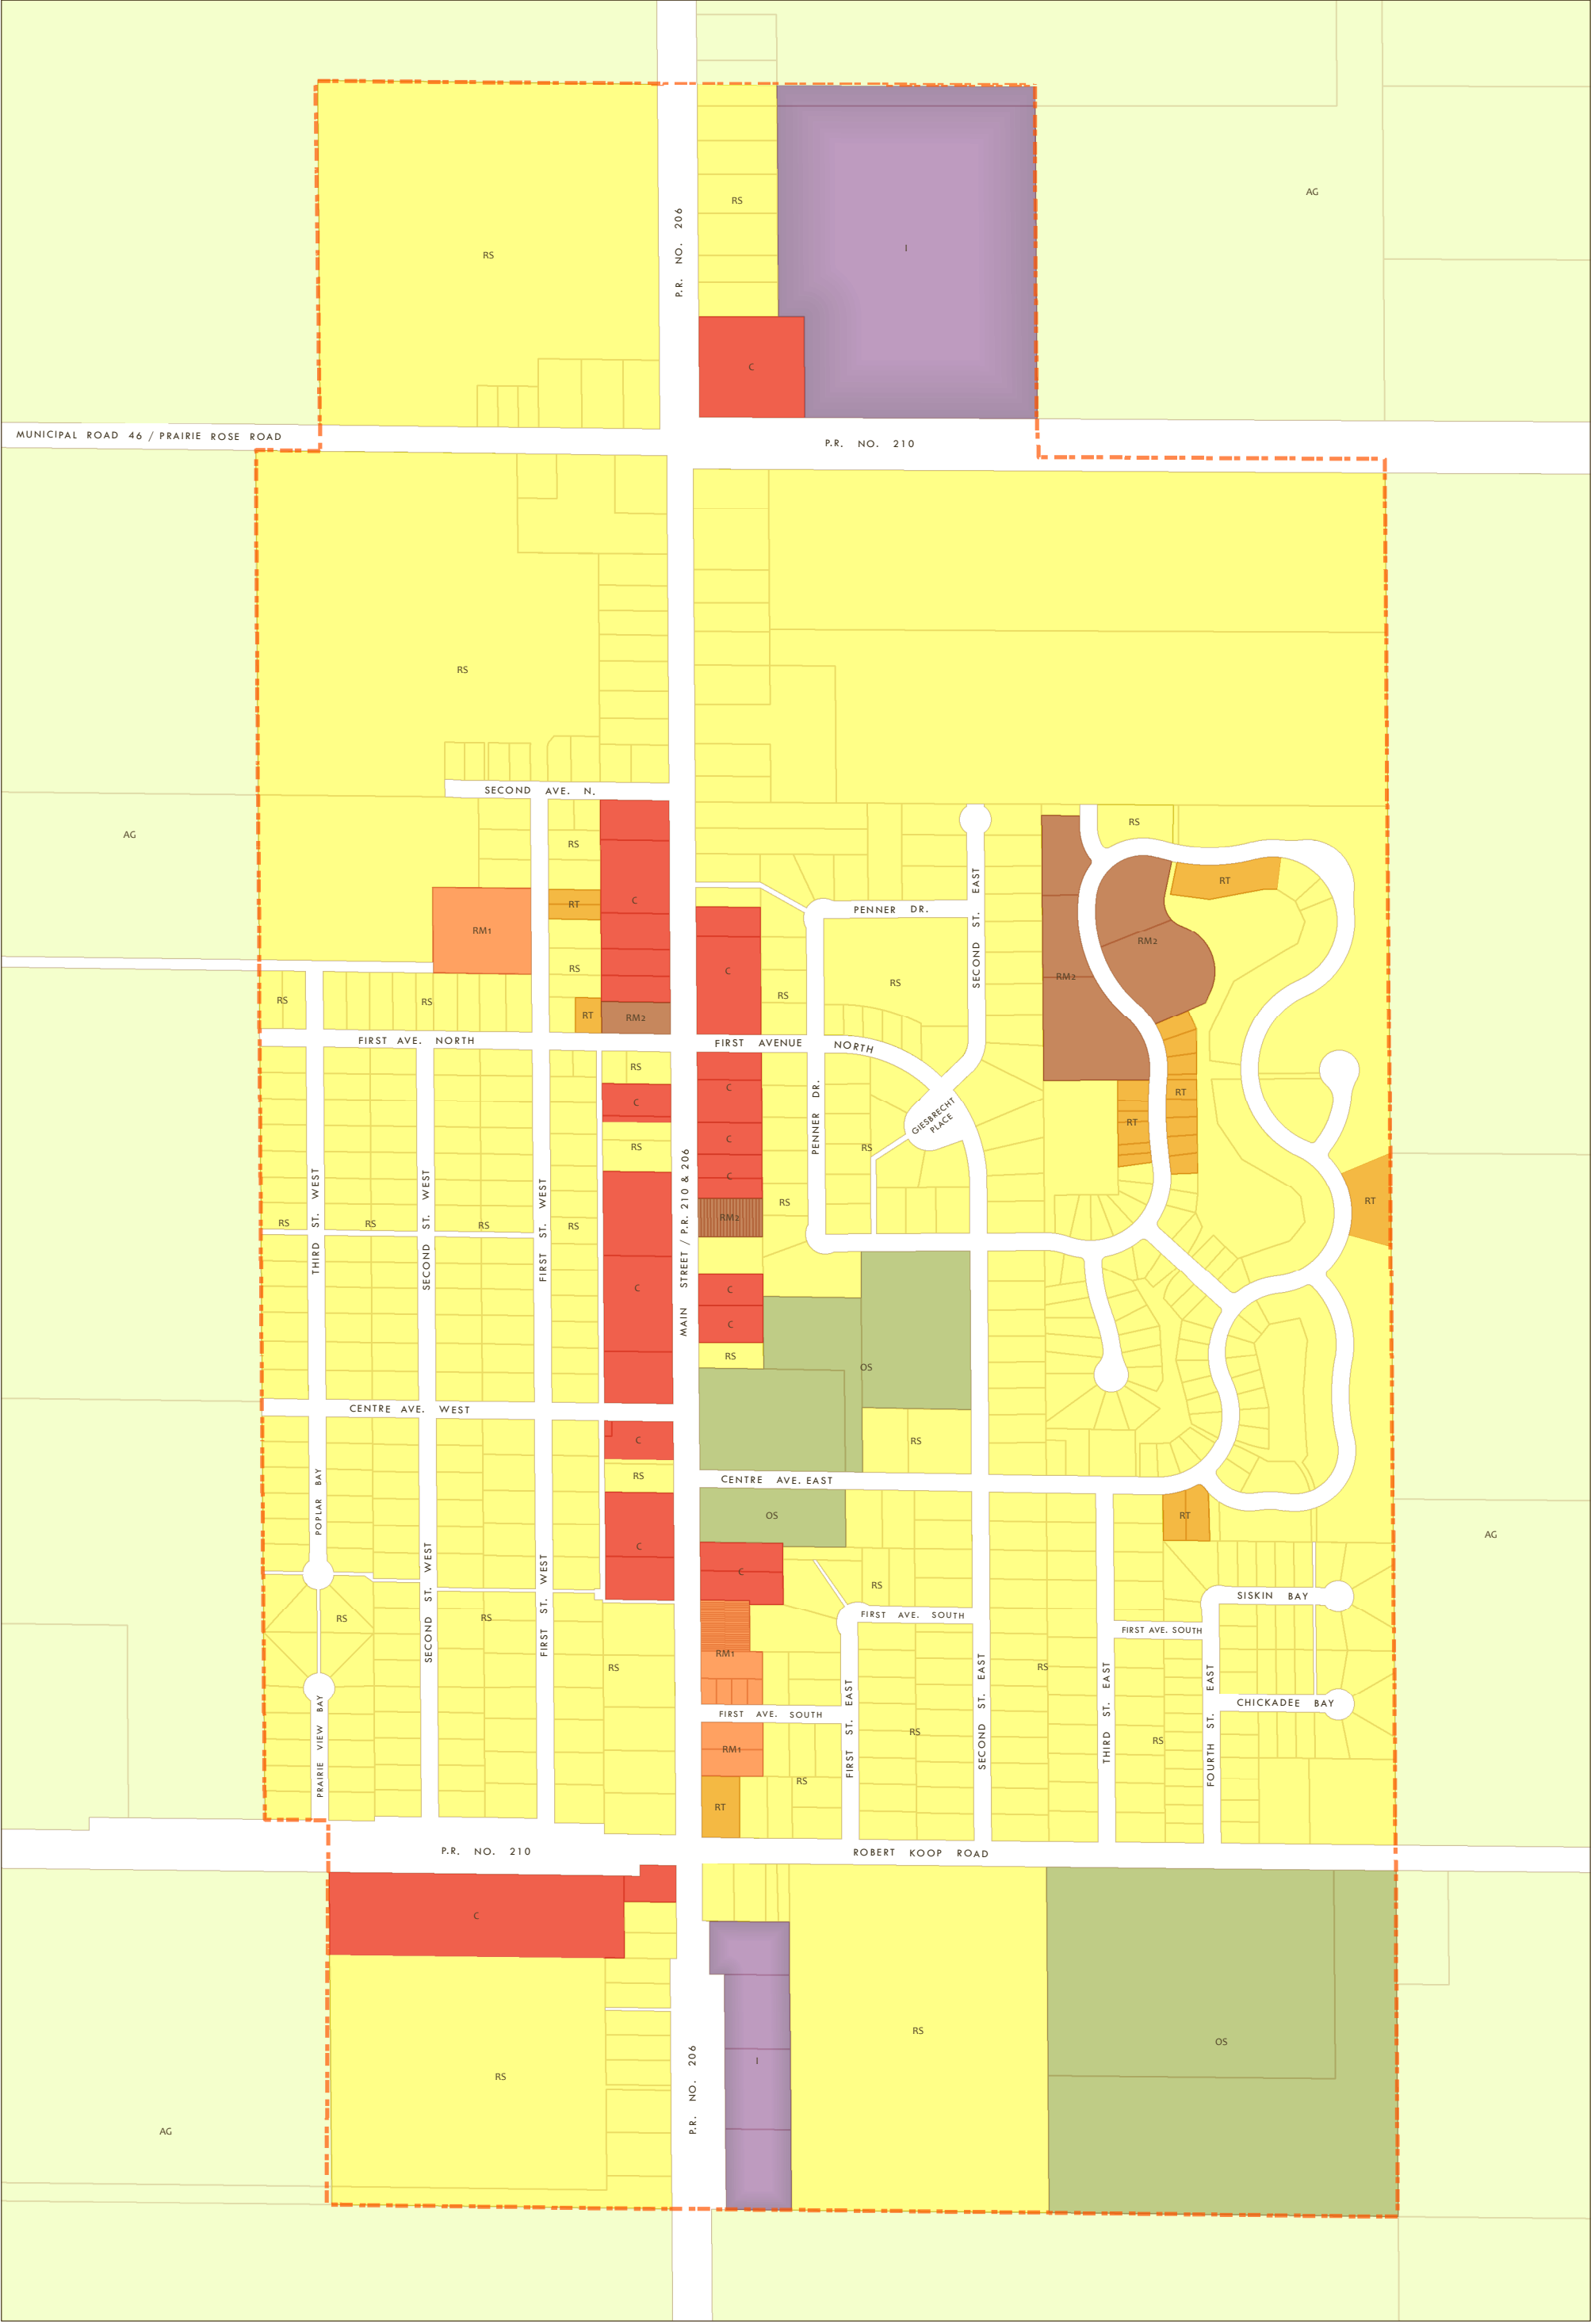 AG
RS
P.R. NO. 206
RS
I
RS
C
MUNICIPAL ROAD 46 / PRAIRIE ROSE ROAD
P.R. NO. 210
RS
SECOND AVE. N.
AG
RS
RS
C
RT
RT
RM1
PENNER DR.
SECOND ST. EAST
RM2
RS
C
RS
RM2
RS
RS
RS
RS
RT
RM2
FIRST AVE. NORTH
FIRST AVENUE NORTH
RS
C
C
RT
RT
GIESBRECHT
PLACE
PENNER DR.
C
RS
RS
C
RM2
RS
RT
THIRD ST. WEST
SECOND ST. WEST
FIRST ST. WEST
MAIN STREET / P.R. 210 & 206
RS
RS
RS
RS
C
C
C
RS
OS
CENTRE AVE. WEST
C
RS
RS
CENTRE AVE. EAST
POPLAR BAY
OS
RT
AG
C
C
RS
SECOND ST. WEST
FIRST ST. WEST
SISKIN BAY
FIRST AVE. SOUTH
FIRST AVE. SOUTH
RS
RS
RS
RM1
RS
FIRST AVE. SOUTH
CHICKADEE BAY
PRAIRIE VIEW BAY
FIRST ST. EAST
SECOND ST. EAST
THIRD ST. EAST
FOURTH ST. EAST
RS
RS
RM1
RS
RT
P.R. NO. 210
ROBERT KOOP ROAD
C
RS
OS
I
RS
P.R. NO. 206
AG